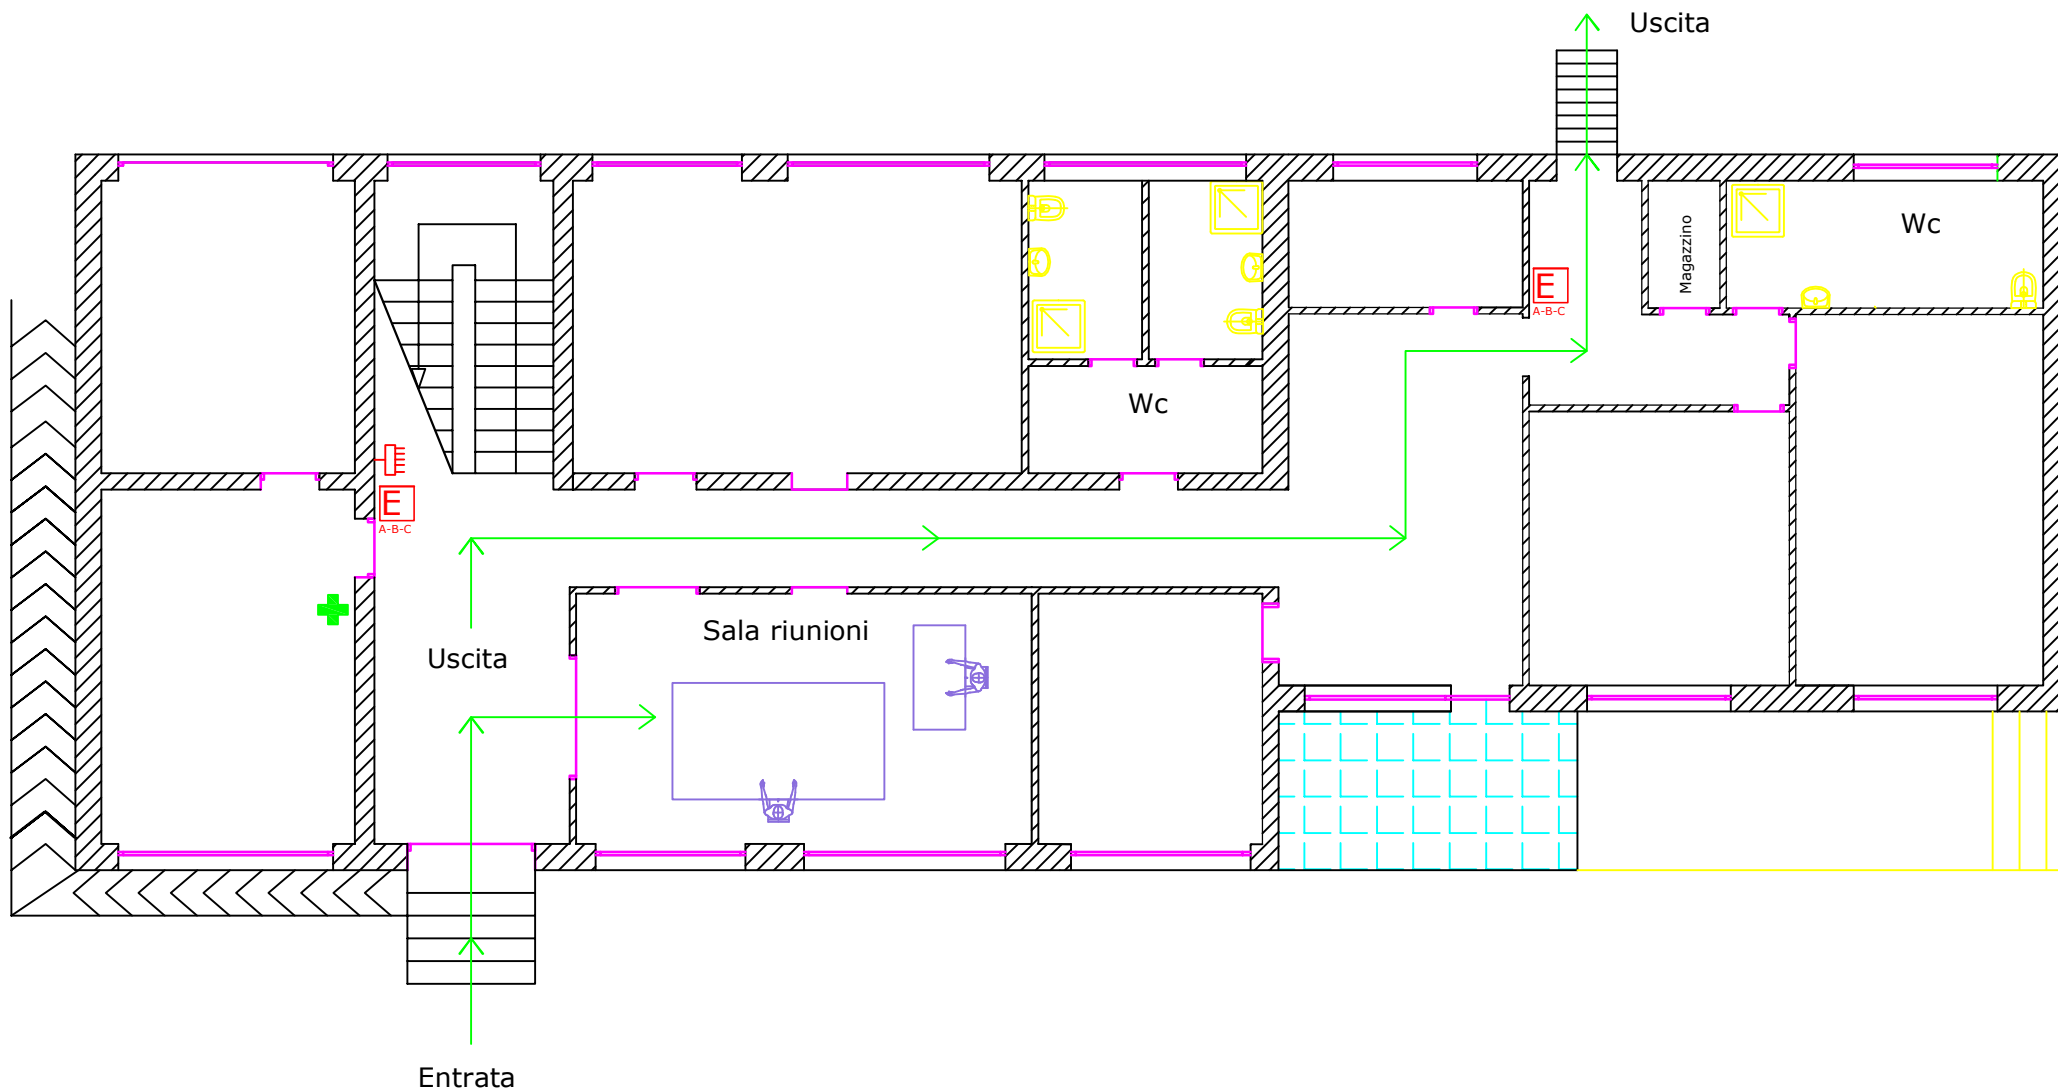 Uscita
Wc
Magazzino
E
A-B-C
Wc
E
A-B-C
Sala riunioni
Uscita
Entrata